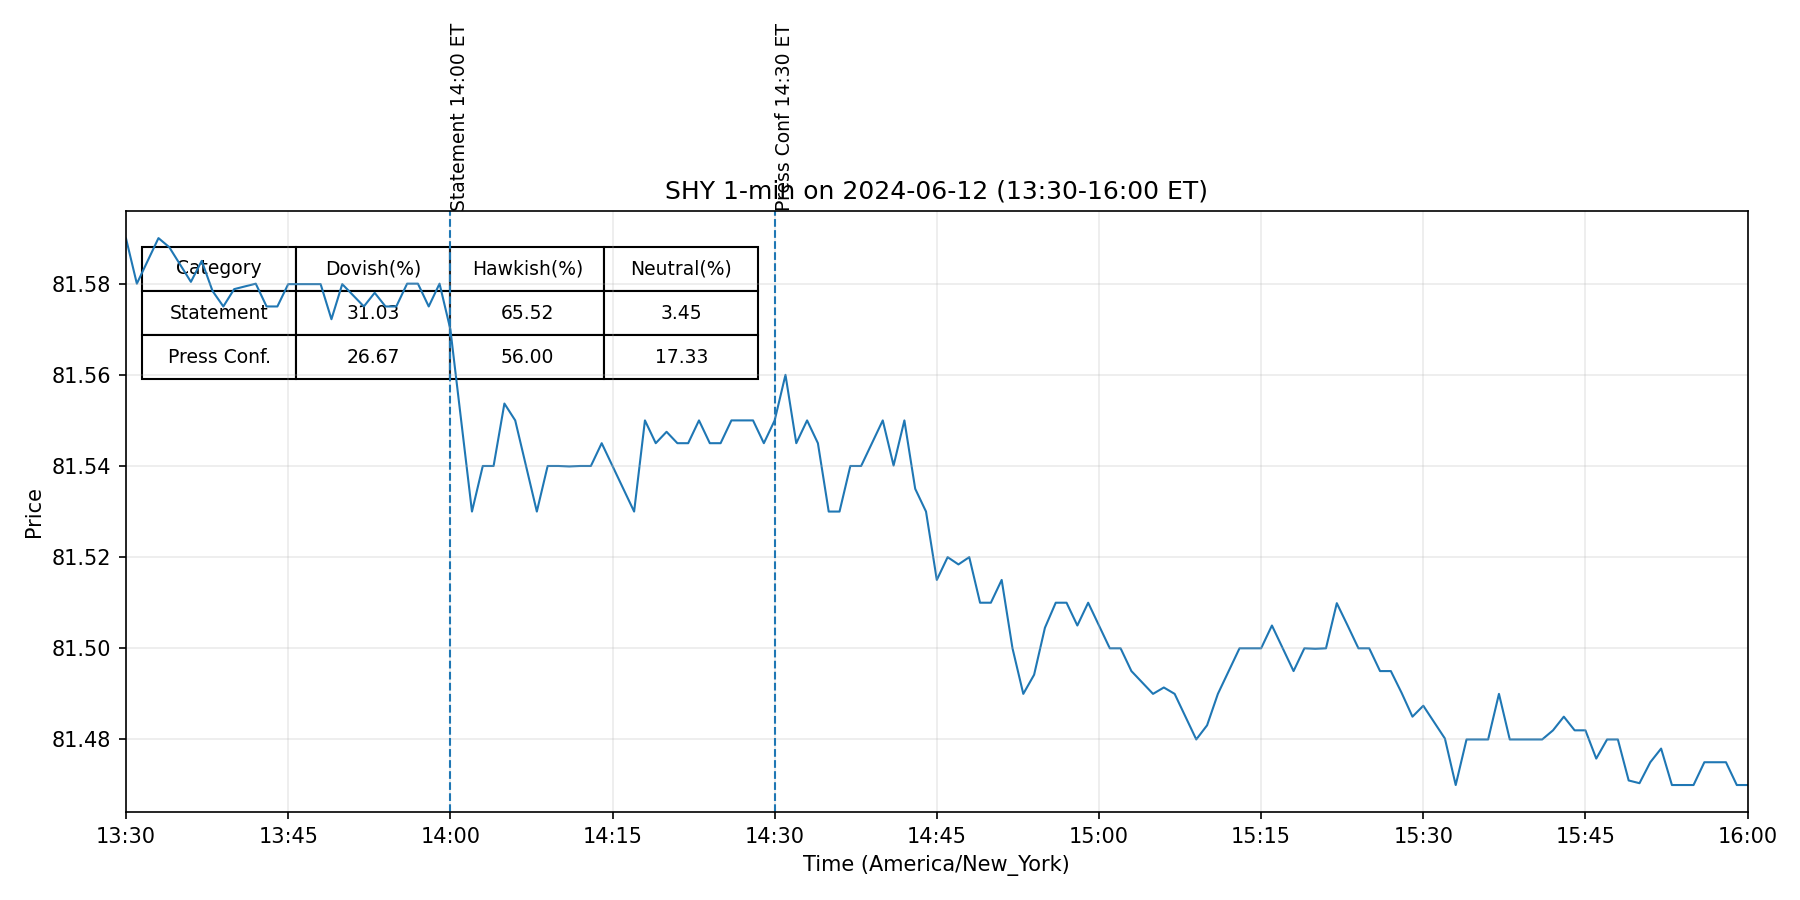 Statement 14:00 ET
Press Conf 14:30 ET
SHY 1-min on 2024-06-12 (13:30-16:00 ET)
Category Dovish(%) Hawkish(%) Neutral(%)
Statement 31.03 65.52 3.45
Press Conf. 26.67 56.00 17.33
Price
81.58
81.56
81.54
81.52
81.50
81.48
13:30 13:45 14:00 14:15 14:30 14:45 15:00 15:15 15:30 15:45 16:00
Time (America/New_York)